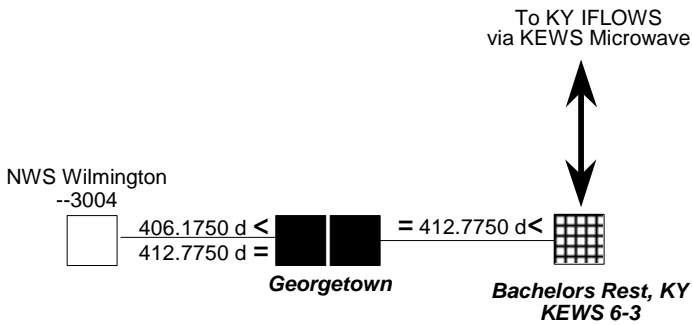 To KY IFLOWS
via KEWS Microwave
NWS Wilmington
--3004
406.1750 d <
412.7750 d =
= 412.7750 d<
Georgetown
Bachelors Rest, KY
KEWS 6-3